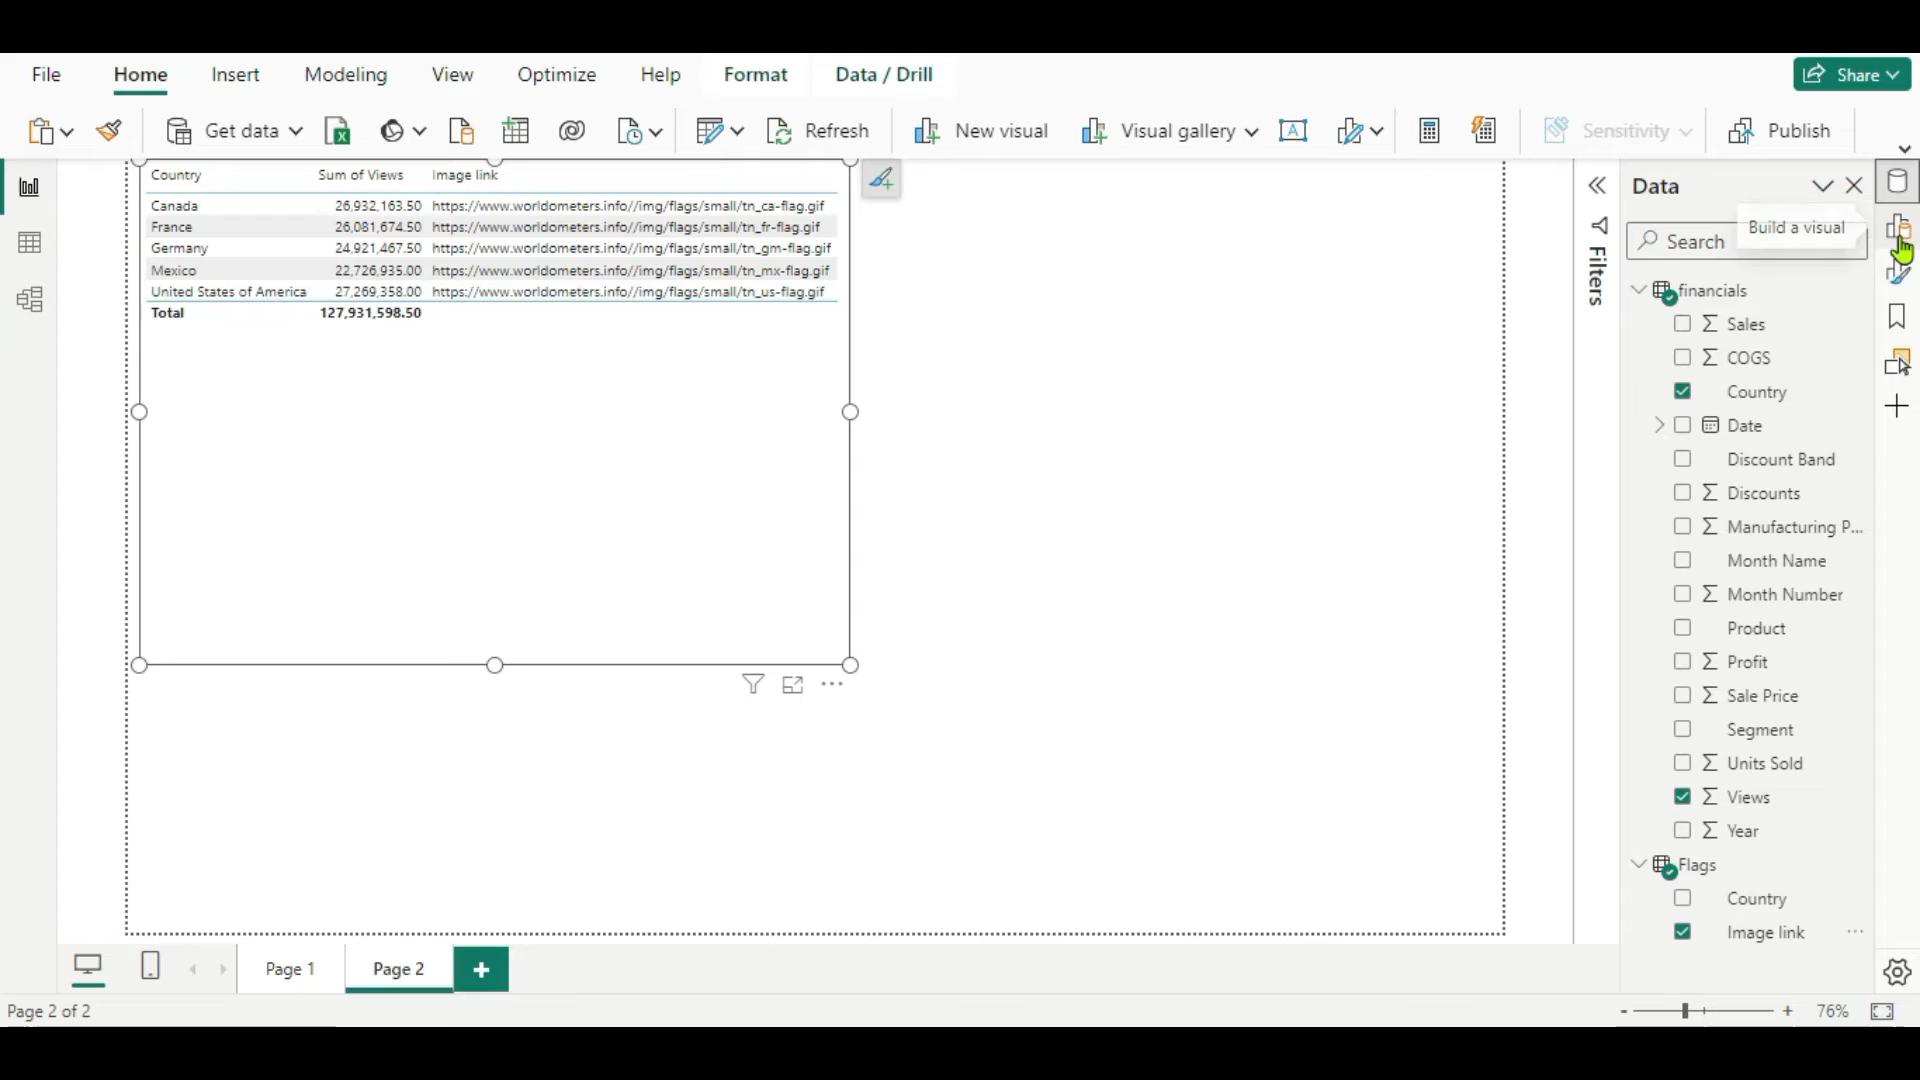 File Home Insert Modeling View Optimize Help Format Data / Drill Share
Get data Refresh New visual Visual gallery Sensitivity Publish
Country Sum of Views Image link
Canada 26,932,163.50 https://www.worldometers.info//img/flags/small/tn_ca-flag.gif
France 26,081,674.50 https://www.worldometers.info//img/flags/small/tn_fr-flag.gif
Germany 24,921,467.50 https://www.worldometers.info//img/flags/small/tn_gm-flag.gif
Mexico 22,726,935.00 https://www.worldometers.info//img/flags/small/tn_mx-flag.gif
United States of America 27,269,358.00 https://www.worldometers.info//img/flags/small/tn_us-flag.gif
Total 127,931,598.50
Filters
Data
Build a visual
Search
financials
Sales
COGS
Country
Date
Discount Band
Discounts
Manufacturing P...
Month Name
Month Number
Product
Profit
Sale Price
Segment
Units Sold
Views
Year
Flags
Country
Image link
Page 1 Page 2
Page 2 of 2 76%